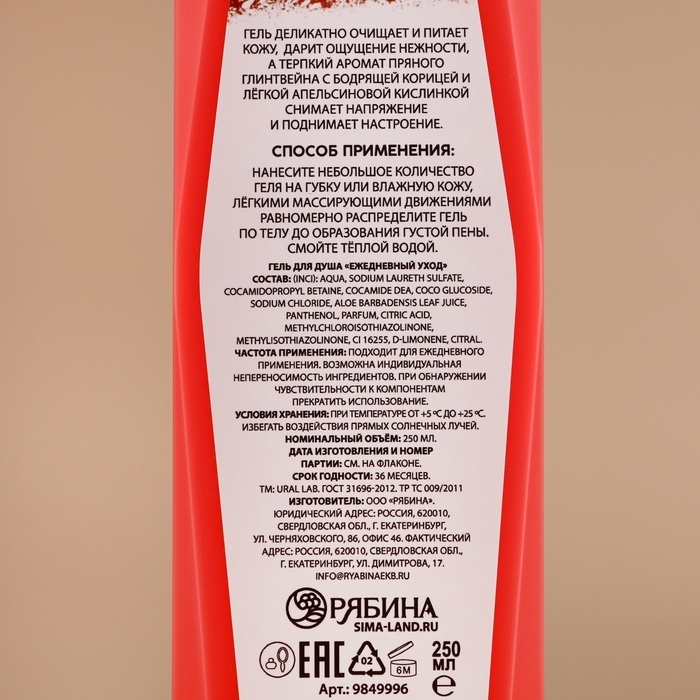 ГЕЛЬ ДЕЛИКАТНО ОЧИЩАЕТ И ПИТАЕТ
КОЖУ, ДАРИТ ОЩУЩЕНИЕ НЕЖНОСТИ,
А ТЕРПКИЙ АРОМАТ ПРЯНОГО
ГЛИНТВЕЙНА С БОДРЯЩЕЙ КОРИЦЕЙ И
ЛЁГКОЙ АПЕЛЬСИНОВОЙ КИСЛИНКОЙ
СНИМАЕТ НАПРЯЖЕНИЕ
И ПОДНИМАЕТ НАСТРОЕНИЕ.
СПОСОБ ПРИМЕНЕНИЯ:
НАНЕСИТЕ НЕБОЛЬШОЕ КОЛИЧЕСТВО
ГЕЛЯ НА ГУБКУ ИЛИ ВЛАЖНУЮ КОЖУ,
ЛЁГКИМИ МАССИРУЮЩИМИ ДВИЖЕНИЯМИ
РАВНОМЕРНО РАСПРЕДЕЛИТЕ ГЕЛЬ
ПО ТЕЛУ ДО ОБРАЗОВАНИЯ ГУСТОЙ ПЕНЫ.
СМОЙТЕ ТЁПЛОЙ ВОДОЙ.
ГЕЛЬ ДЛЯ ДУША «ЕЖЕДНЕВНЫЙ УХОД»
СОСТАВ: (INCI): AQUA, SODIUM LAURETH SULFATE,
COCAMIDOPROPYL BETAINE, COCAMIDE DEA, COCO GLUCOSIDE,
SODIUM CHLORIDE, ALOE BARBADENSIS LEAF JUICE,
PANTHENOL, PARFUM, CITRIC ACID,
METHYLCHLOROISOTHIAZOLINONE,
METHYLISOTHIAZOLINONE, CI 16255, D-LIMONENE, CITRAL.
ЧАСТОТА ПРИМЕНЕНИЯ: ПОДХОДИТ ДЛЯ ЕЖЕДНЕВНОГО
ПРИМЕНЕНИЯ. ВОЗМОЖНА ИНДИВИДУАЛЬНАЯ
НЕПЕРЕНОСИМОСТЬ ИНГРЕДИЕНТОВ. ПРИ ОБНАРУЖЕНИИ
ЧУВСТВИТЕЛЬНОСТИ К КОМПОНЕНТАМ
ПРЕКРАТИТЬ ИСПОЛЬЗОВАНИЕ.
УСЛОВИЯ ХРАНЕНИЯ: ПРИ ТЕМПЕРАТУРЕ ОТ +5 ºС ДО +25 ºС.
ИЗБЕГАТЬ ВОЗДЕЙСТВИЯ ПРЯМЫХ СОЛНЕЧНЫХ ЛУЧЕЙ.
НОМИНАЛЬНЫЙ ОБЪЁМ: 250 МЛ.
ДАТА ИЗГОТОВЛЕНИЯ И НОМЕР
ПАРТИИ: СМ. НА ФЛАКОНЕ.
СРОК ГОДНОСТИ: 36 МЕСЯЦЕВ.
TM: URAL LAB. ГОСТ 31696-2012. ТР ТС 009/2011
ИЗГОТОВИТЕЛЬ: ООО «РЯБИНА».
ЮРИДИЧЕСКИЙ АДРЕС: РОССИЯ, 620010,
СВЕРДЛОВСКАЯ ОБЛ., Г. ЕКАТЕРИНБУРГ,
УЛ. ЧЕРНЯХОВСКОГО, 86, ОФИС 46. ФАКТИЧЕСКИЙ
АДРЕС: РОССИЯ, 620010, СВЕРДЛОВСКАЯ ОБЛ.,
Г. ЕКАТЕРИНБУРГ, УЛ. ДИМИТРОВА, 17.
INFO@RYABINAEKB.RU
РЯБИНА
SIMA-LAND.RU
EAC 02 6М 250 МЛ
Арт.: 9849996 ℮